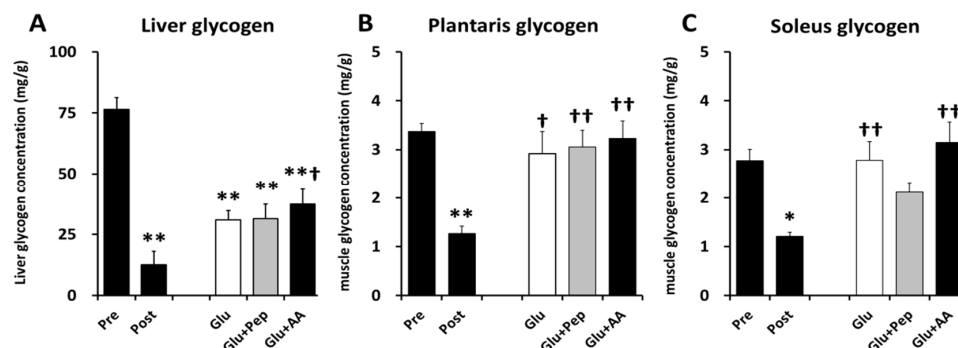 A Liver glycogen
Liver glycogen concentration (mg/g)
100
75
50
25
0
**
**
**
**†
Pre
Post
Glu
Glu+Pep
Glu+AA
B Plantaris glycogen
muscle glycogen concentration (mg/g)
5
4
3
2
1
0
**
†
††
††
Pre
Post
Glu
Glu+Pep
Glu+AA
C Soleus glycogen
muscle glycogen concentration (mg/g)
5
4
3
2
1
0
*
††
††
Pre
Post
Glu
Glu+Pep
Glu+AA